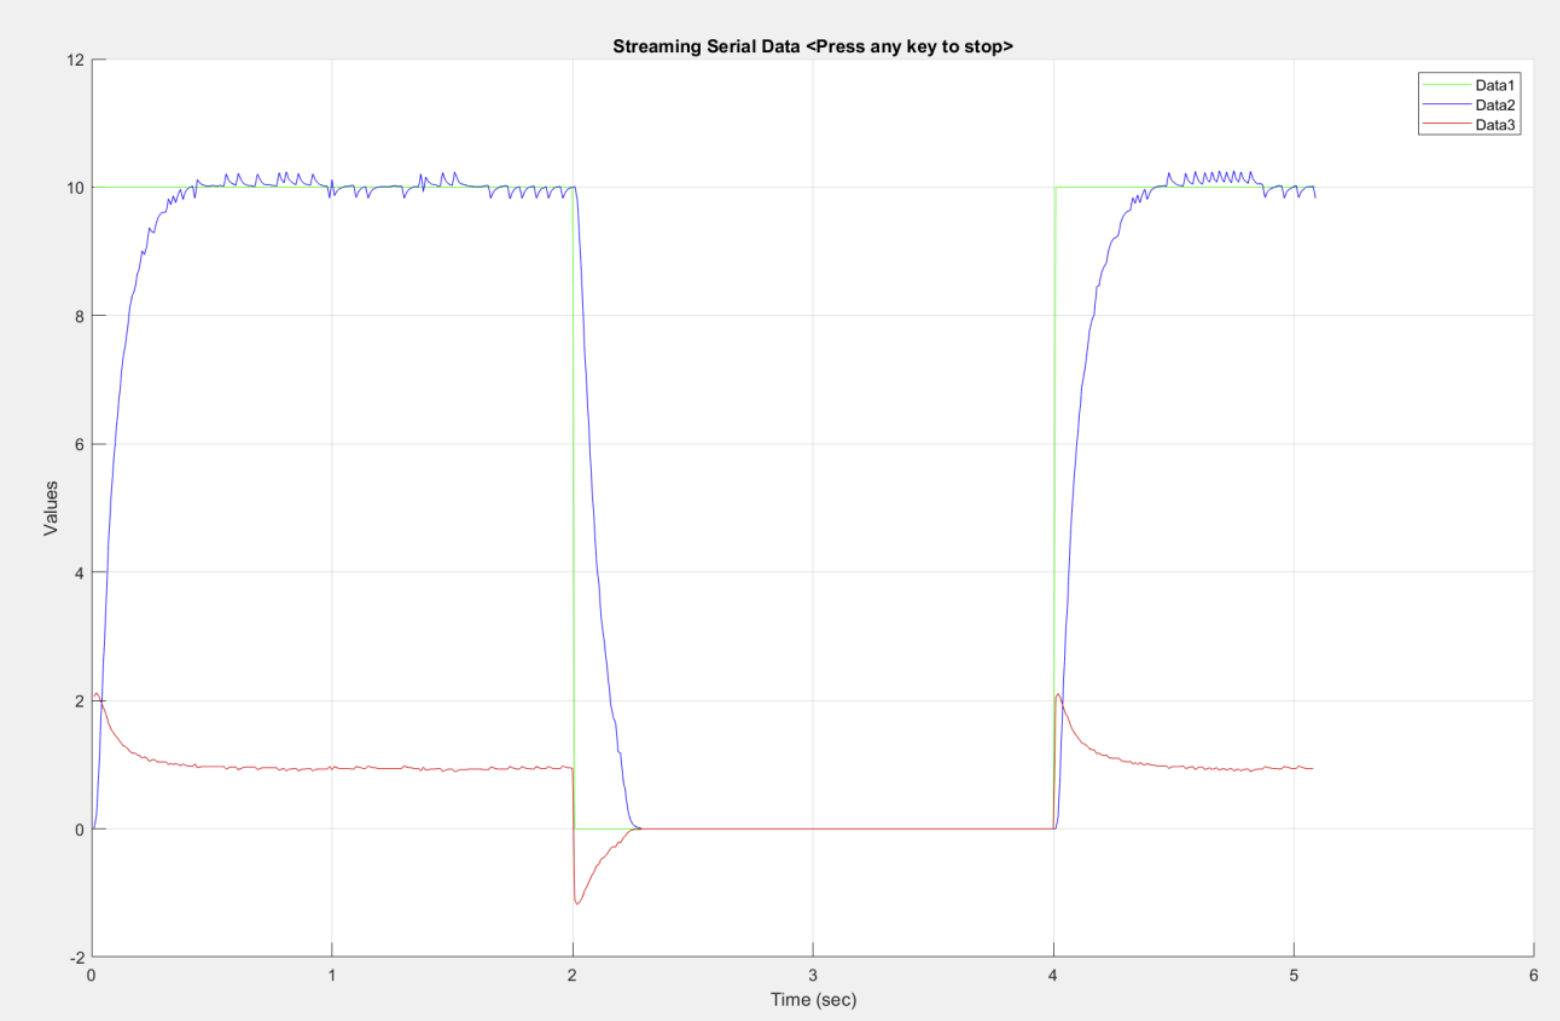 Streaming Serial Data <Press any key to stop>
12
10
8
6
4
2
0
-2
Values
0 1 2 3 4 5 6
Time (sec)
Data1
Data2
Data3